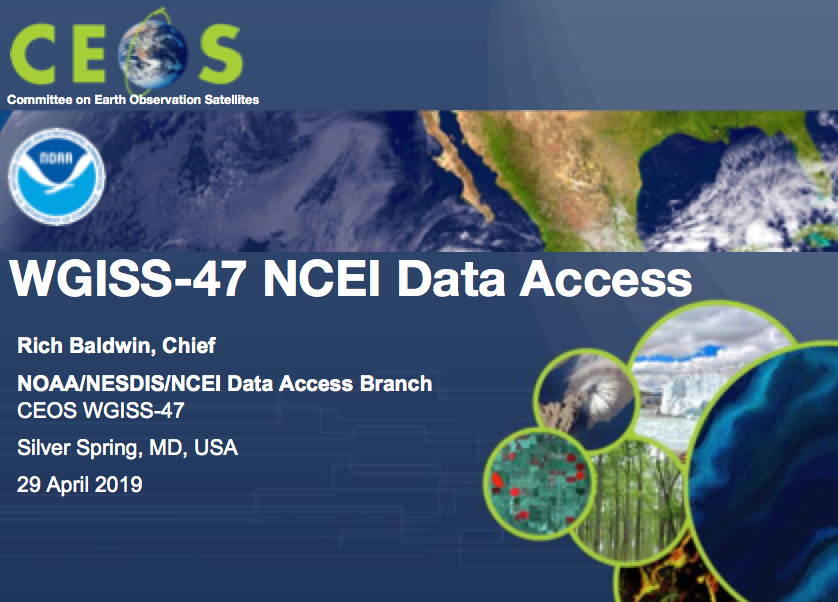 CEOS
Committee on Earth Observation Satellites
NOAA
WGISS-47 NCEI Data Access
Rich Baldwin, Chief
NOAA/NESDIS/NCEI Data Access Branch
CEOS WGISS-47
Silver Spring, MD, USA
29 April 2019